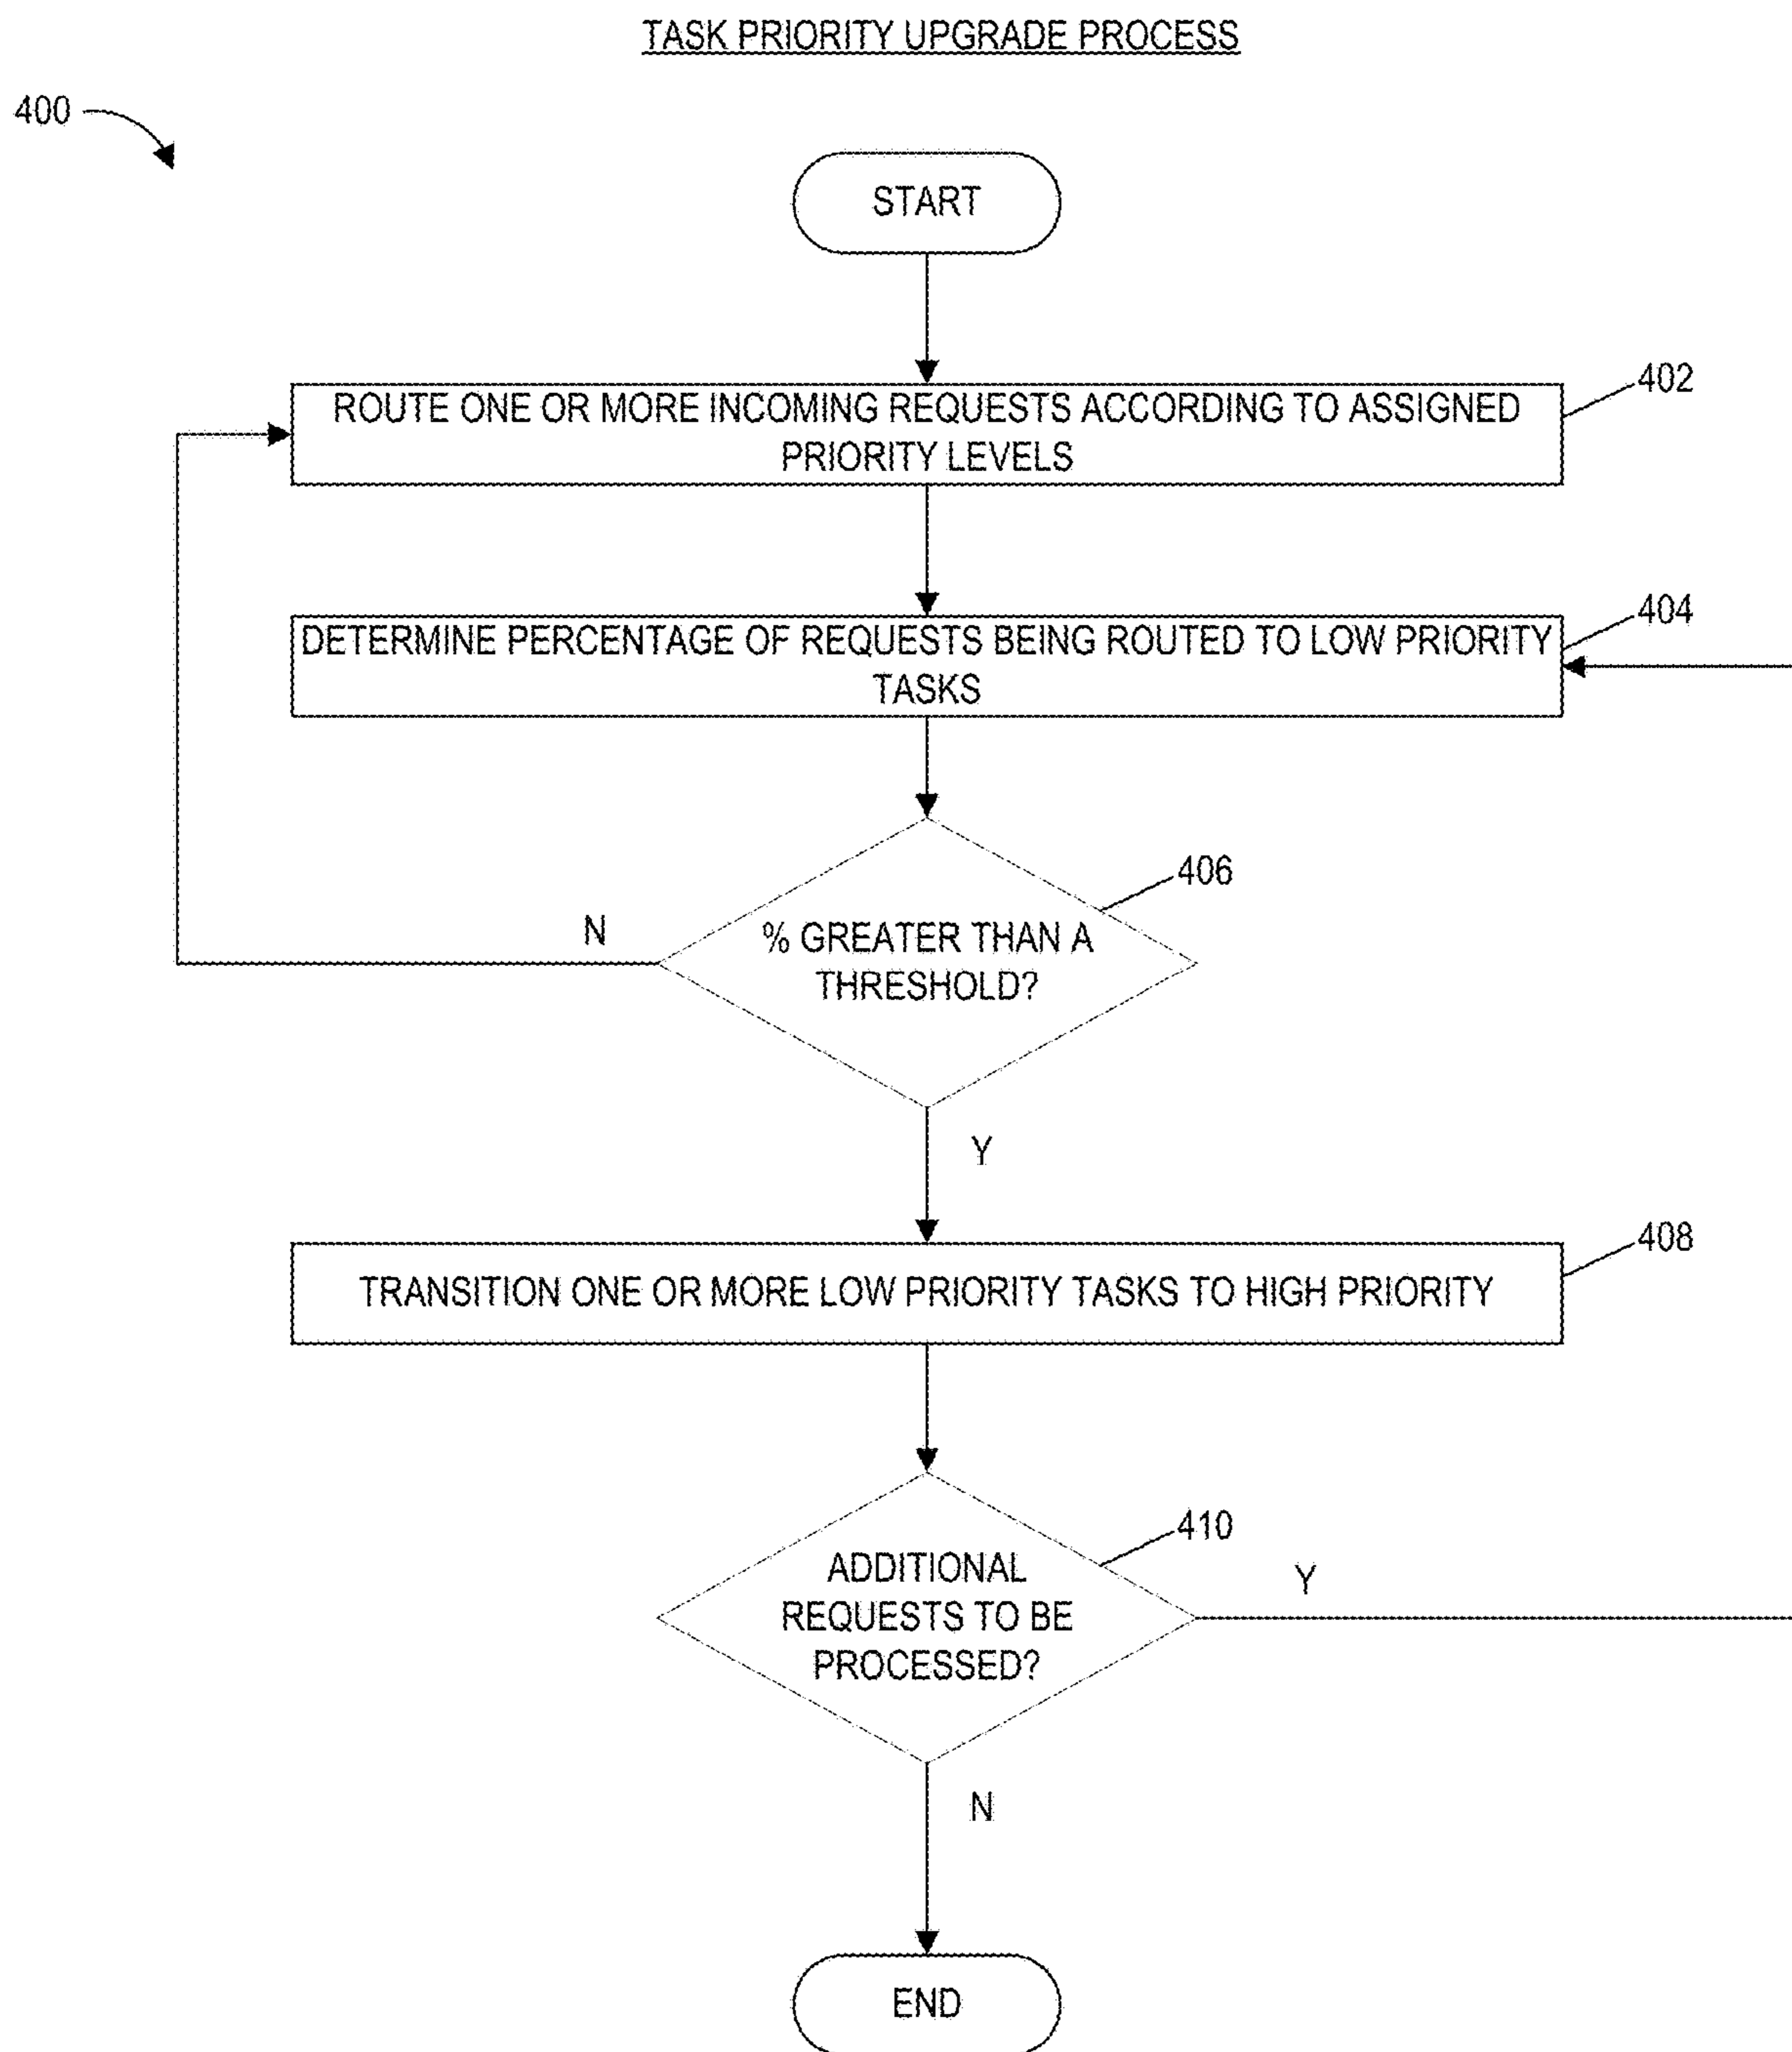 TASK PRIORITY UPGRADE PROCESS
400
START
402
ROUTE ONE OR MORE INCOMING REQUESTS ACCORDING TO ASSIGNED
PRIORITY LEVELS
404
DETERMINE PERCENTAGE OF REQUESTS BEING ROUTED TO LOW PRIORITY
TASKS
406
% GREATER THAN A
THRESHOLD?
N
Y
408
TRANSITION ONE OR MORE LOW PRIORITY TASKS TO HIGH PRIORITY
410
ADDITIONAL
REQUESTS TO BE
PROCESSED?
Y
N
END